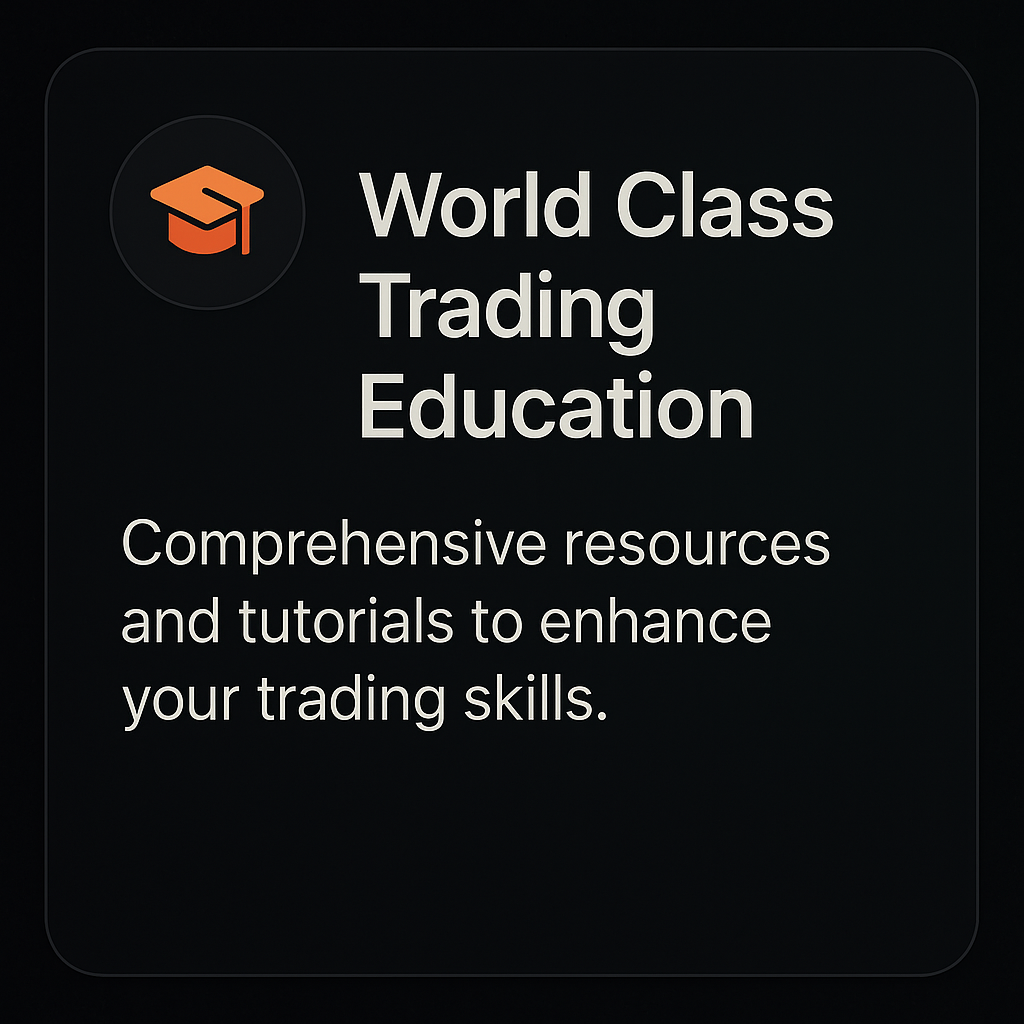 World Class
Trading
Education
Comprehensive resources
and tutorials to enhance
your trading skills.